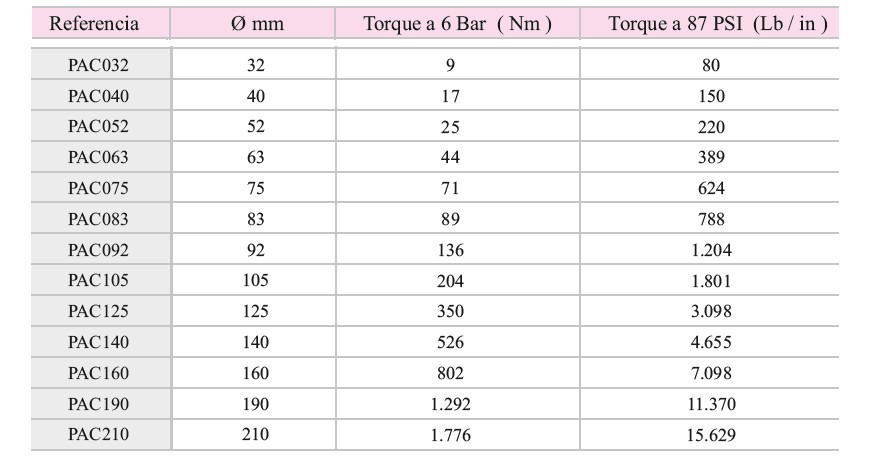 Referencia Ø mm Torque a 6 Bar ( Nm ) Torque a 87 PSI (Lb / in )
PAC032 32 9 80
PAC040 40 17 150
PAC052 52 25 220
PAC063 63 44 389
PAC075 75 71 624
PAC083 83 89 788
PAC092 92 136 1.204
PAC105 105 204 1.801
PAC125 125 350 3.098
PAC140 140 526 4.655
PAC160 160 802 7.098
PAC190 190 1.292 11.370
PAC210 210 1.776 15.629